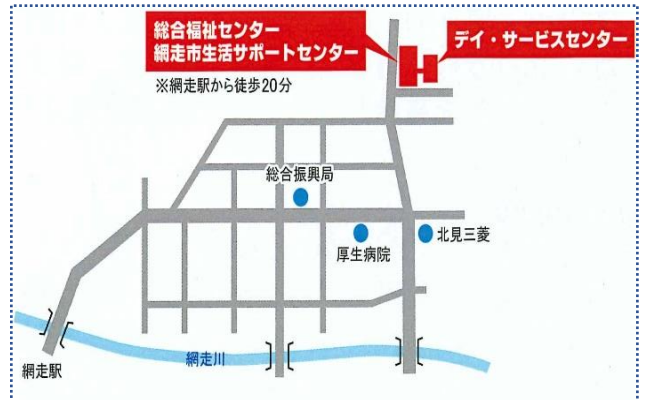 総合福祉センター
網走市生活サポートセンター
デイ・サービスセンター
※網走駅から徒歩20分
総合振興局
北見三菱
厚生病院
網走川
網走駅